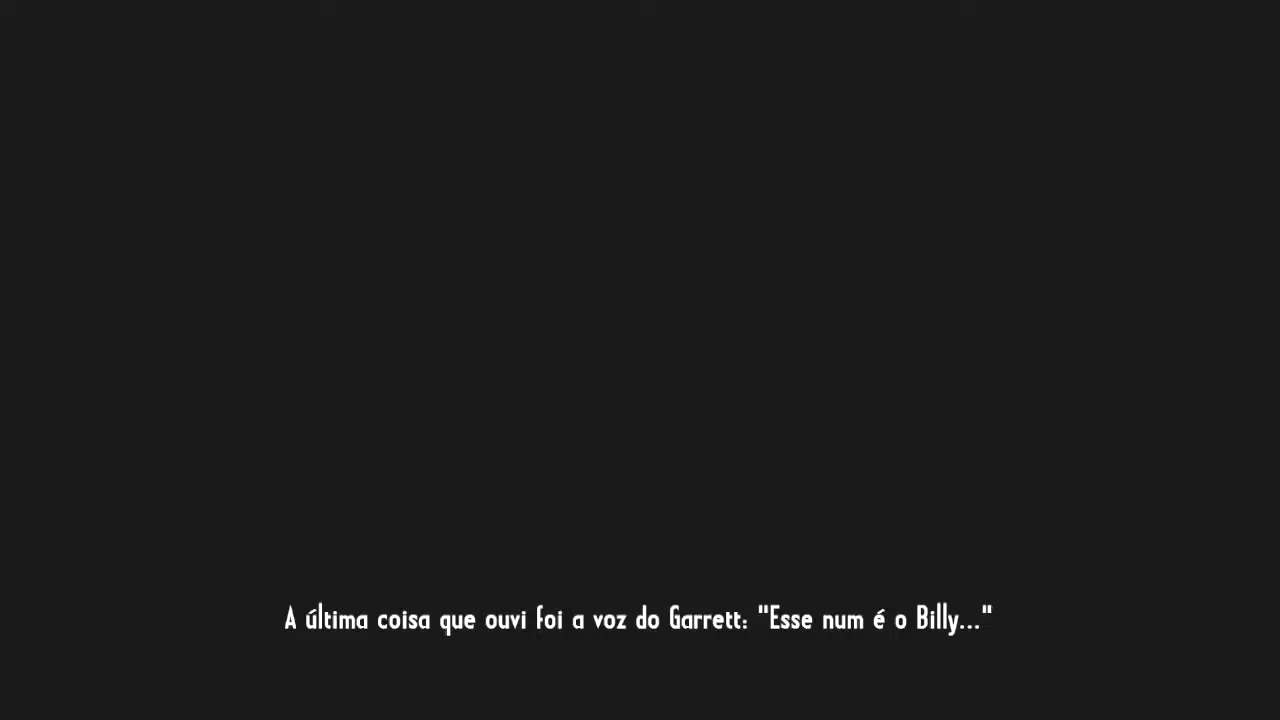 A última coisa que ouvi foi a voz do Garrett: "Esse num é o Billy..."